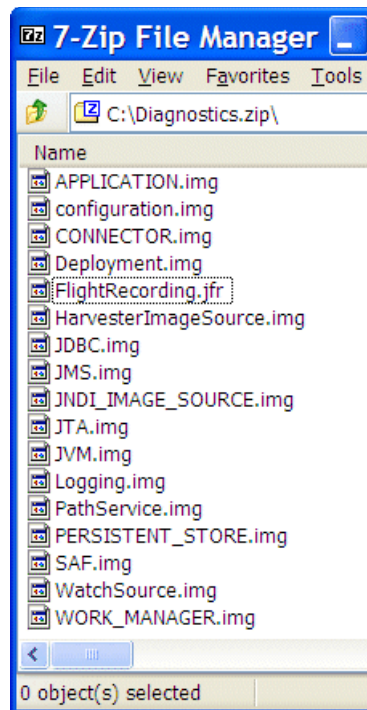 7z 7-Zip File Manager
File Edit View Favorites Tools
C:\Diagnostics.zip\
Name
APPLICATION.img
configuration.img
CONNECTOR.img
Deployment.img
FlightRecording.jfr
HarvesterImageSource.img
JDBC.img
JMS.img
JNDI_IMAGE_SOURCE.img
JTA.img
JVM.img
Logging.img
PathService.img
PERSISTENT_STORE.img
SAF.img
WatchSource.img
WORK_MANAGER.img
0 object(s) selected